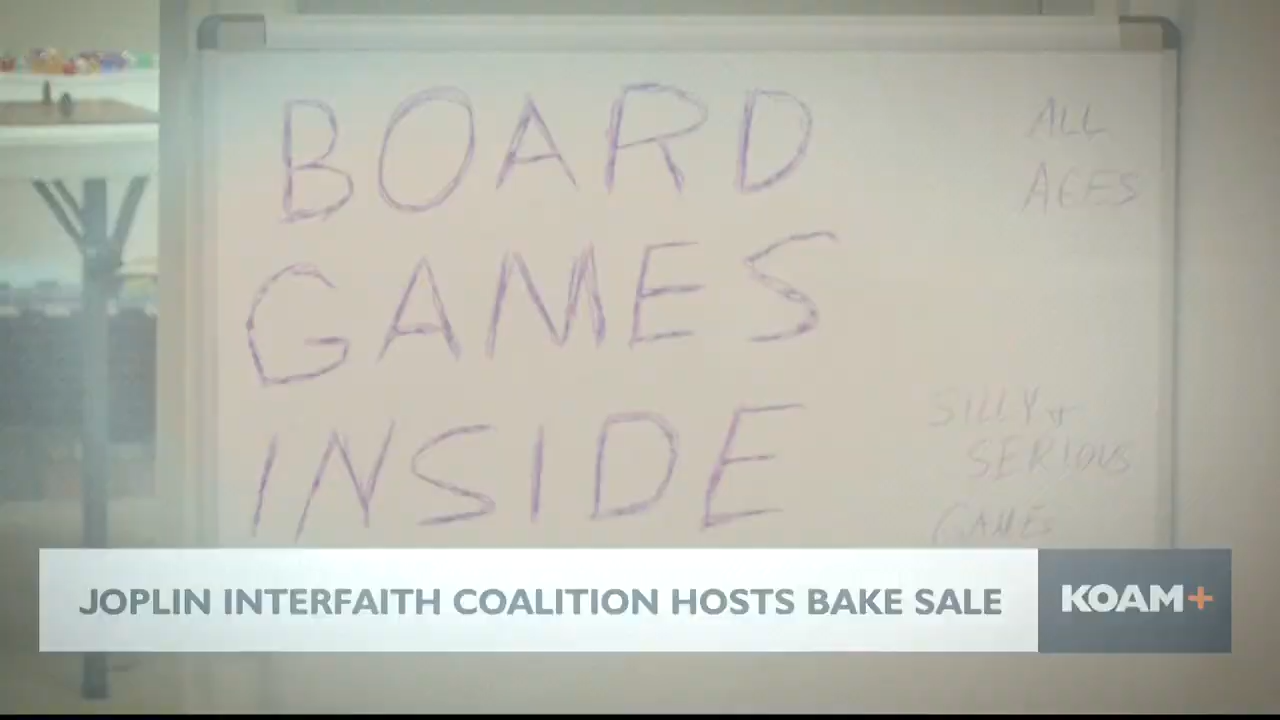 BOARD
GAMES
INSIDE
ALL
AGES
SILLY +
SERIOUS
GAMES
JOPLIN INTERFAITH COALITION HOSTS BAKE SALE
KOAM+